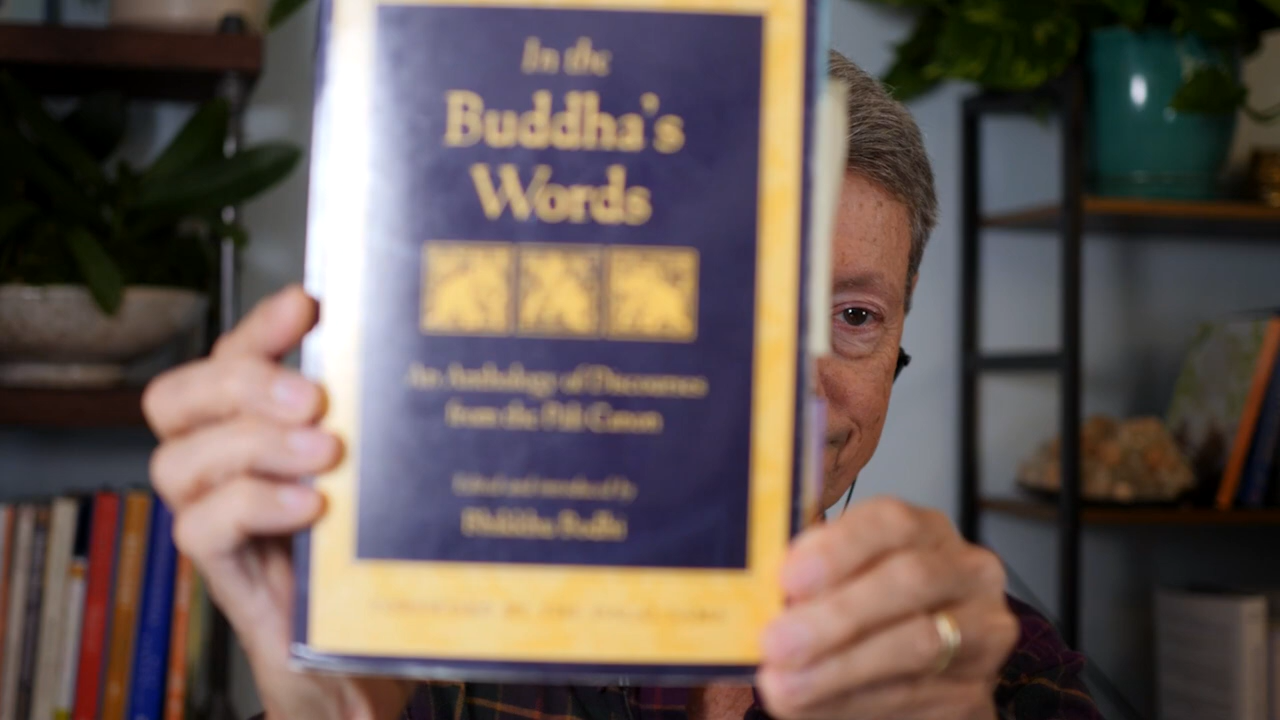 In the
Buddha's
Words
An Anthology of Discourses
from the Pāli Canon
Edited and introduced by
Bhikkhu Bodhi